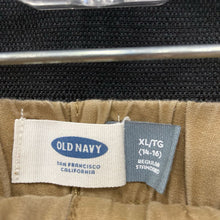 OLD NAVY
SAN FRANCISCO
CALIFORNIA
XL/TG
(14-16)
REGULAR
STANDARD